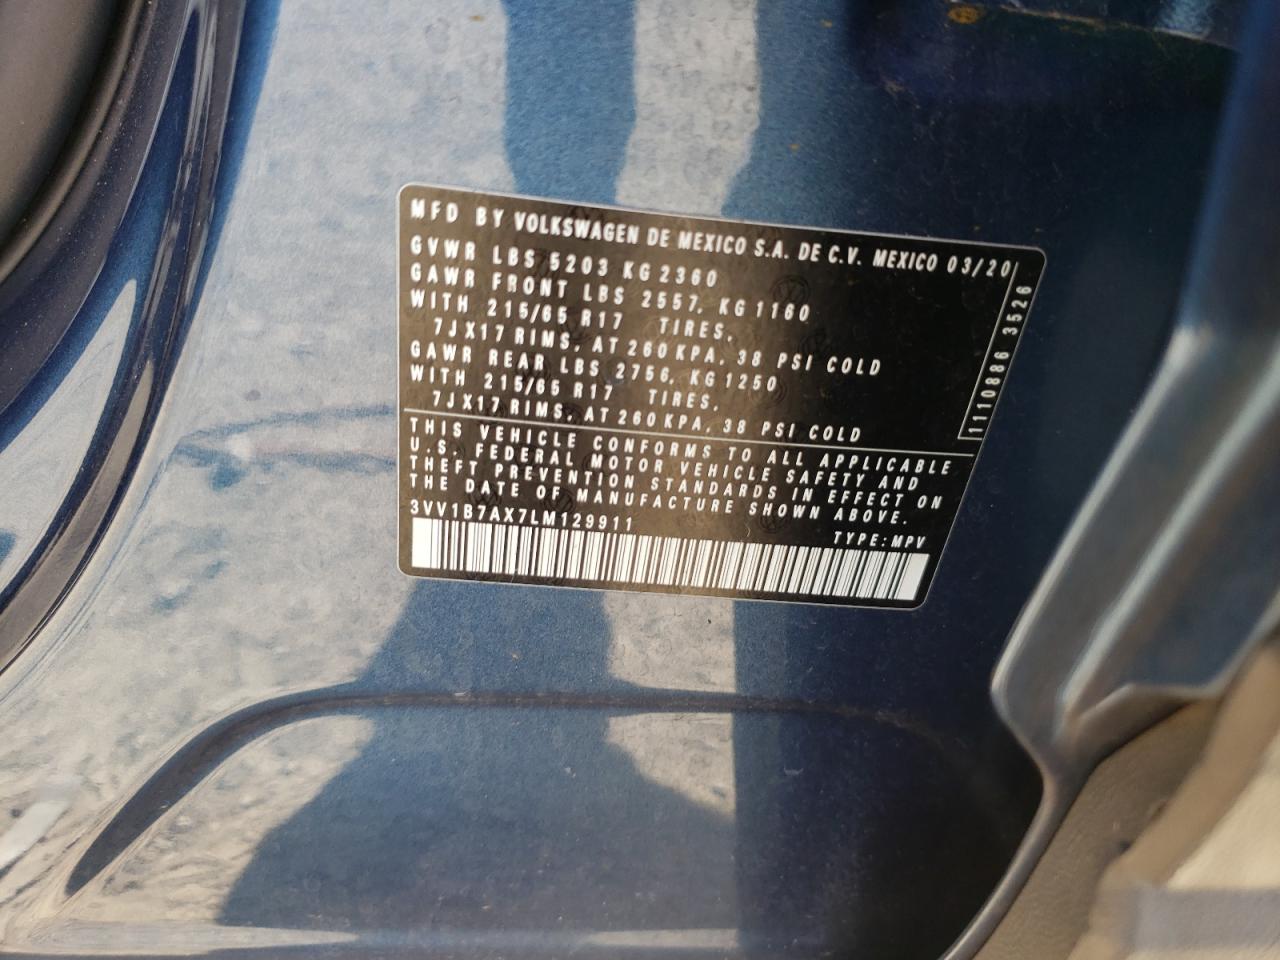 MFD BY VOLKSWAGEN DE MEXICO S.A. DE C.V. MEXICO 03/20
GVWR LBS 5203 KG 2360
GAWR FRONT LBS 2557, KG 1160
WITH 215/65 R17 TIRES,
7JX17 RIMS, AT 260 KPA, 38 PSI COLD
GAWR REAR LBS 2756, KG 1250
WITH 215/65 R17 TIRES,
7JX17 RIMS, AT 260 KPA, 38 PSI COLD
1110886 3526
THIS VEHICLE CONFORMS TO ALL APPLICABLE
U.S. FEDERAL MOTOR VEHICLE SAFETY AND
THEFT PREVENTION STANDARDS IN EFFECT ON
THE DATE OF MANUFACTURE SHOWN ABOVE.
3VV1B7AX7LM129911
TYPE: MPV